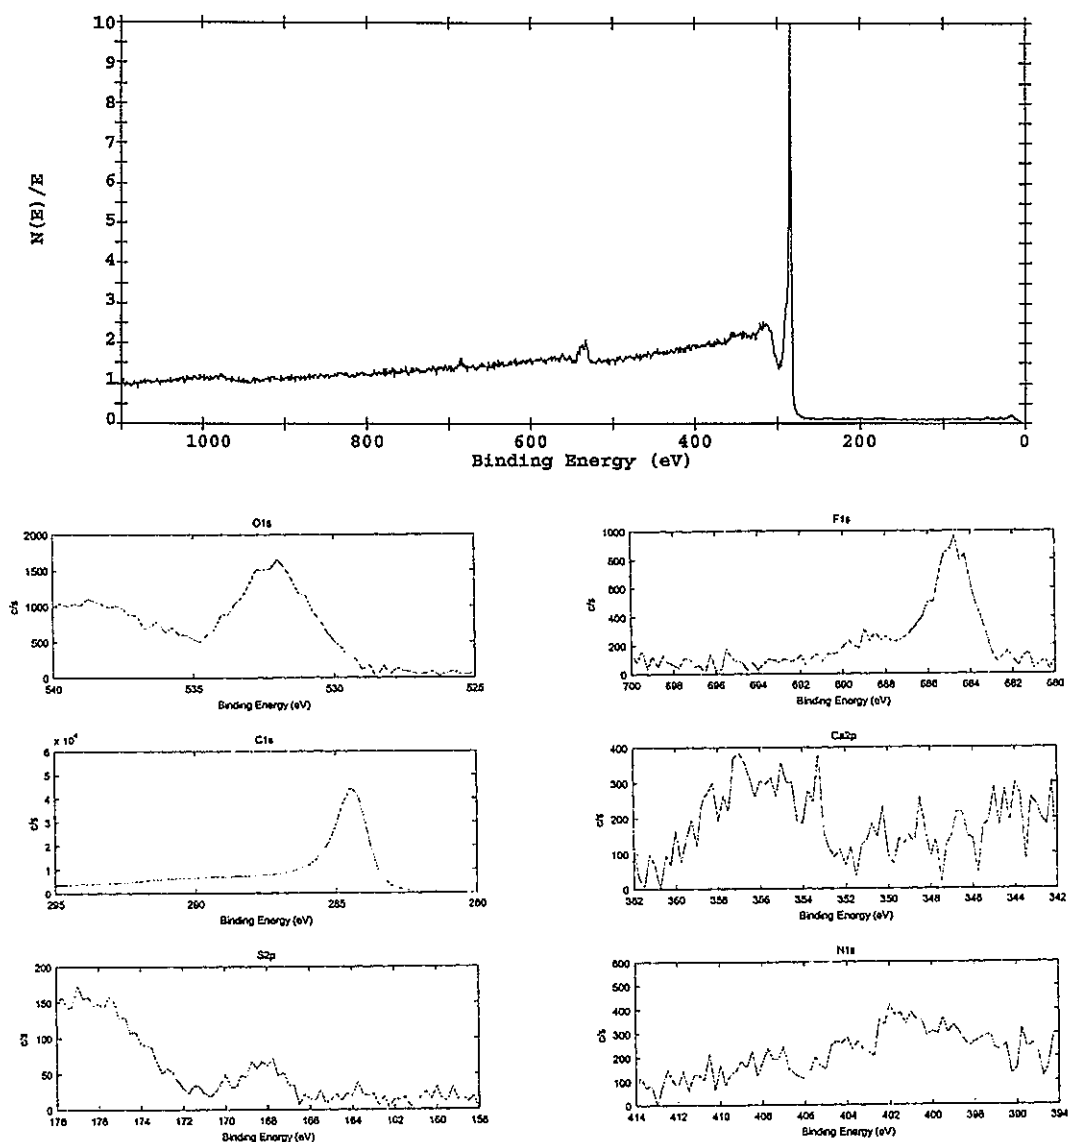 10
9
8
7
6
5
4
3
2
1
0
N(E)/E
1000 800 600 400 200 0
Binding Energy (eV)
O1s
2000
1500
1000
500
0
c/s
540 535 530 525
Binding Energy (eV)
F1s
1000
800
600
400
200
0
c/s
700 698 696 694 692 690 688 686 684 682 680
Binding Energy (eV)
C1s
x 10⁴
6
5
4
3
2
1
0
c/s
295 290 285 280
Binding Energy (eV)
Ca2p
400
300
200
100
0
c/s
362 360 358 356 354 352 350 348 346 344 342
Binding Energy (eV)
S2p
200
150
100
50
0
c/s
178 176 174 172 170 168 166 164 162 160 158
Binding Energy (eV)
N1s
600
500
400
300
200
100
0
c/s
414 412 410 408 406 404 402 400 398 396 394
Binding Energy (eV)